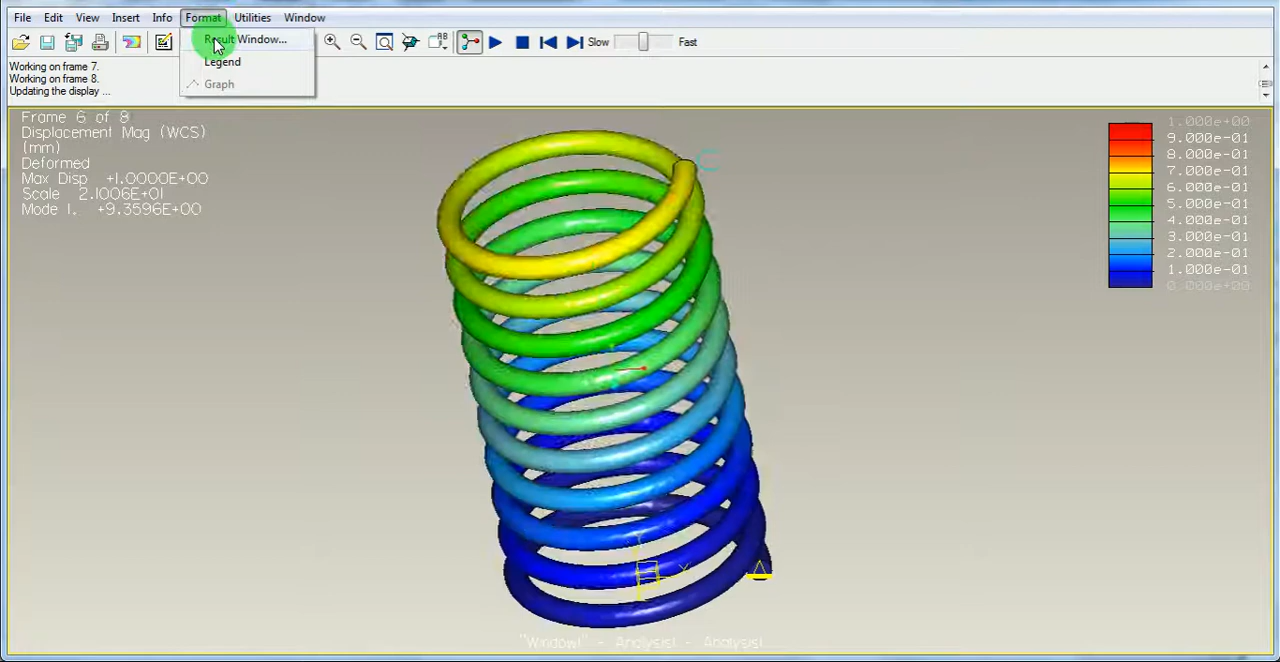 File Edit View Insert Info Format Utilities Window
Result Window...
Legend
Graph
Slow Fast
Working on frame 7.
Working on frame 8.
Updating the display ...
Frame 6 of 8
Displacement Mag (WCS)
(mm)
Deformed
Max Disp +1.0000E+00
Scale 2.1006E+01
Mode 1, +9.3596E+00
1.000e+00
9.000e-01
8.000e-01
7.000e-01
6.000e-01
5.000e-01
4.000e-01
3.000e-01
2.000e-01
1.000e-01
0.000e+00
"Window1" - Analysis1 - Analysis1